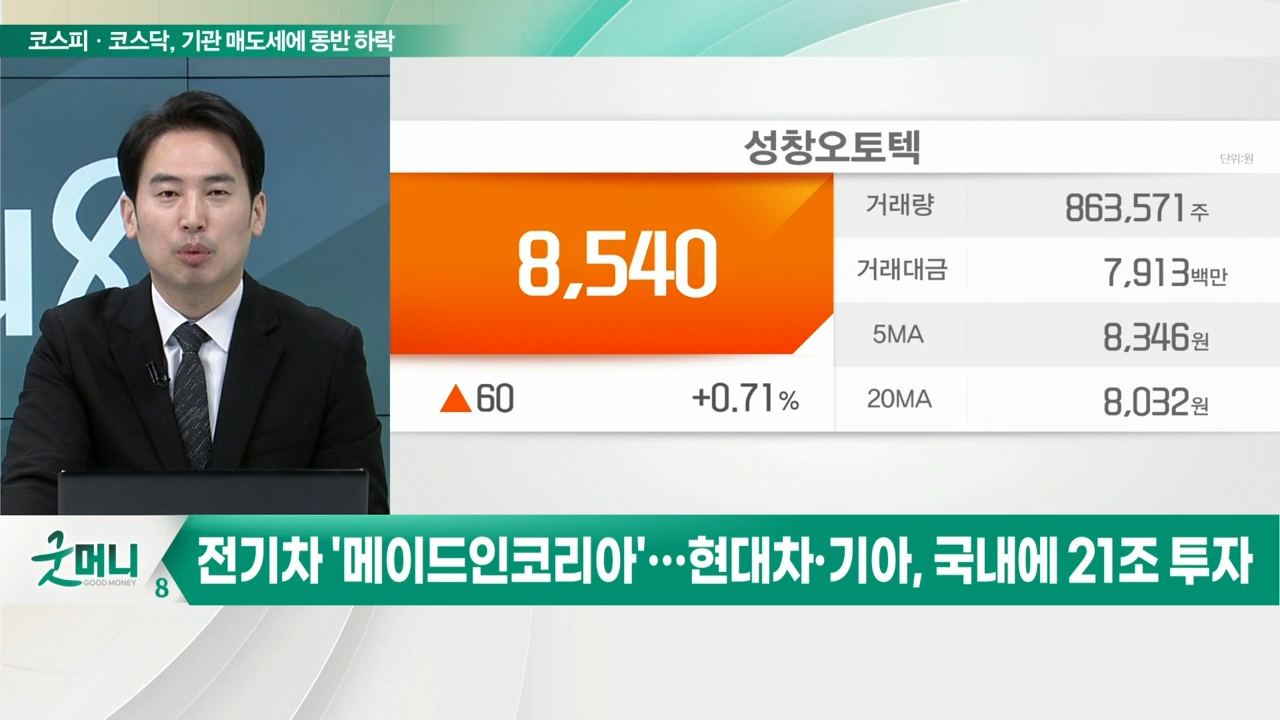 코스피·코스닥, 기관 매도세에 동반 하락
성창오토텍
단위:원
8,540
▲60 +0.71%
거래량 863,571주
거래대금 7,913백만
5MA 8,346원
20MA 8,032원
굿머니
GOOD MONEY
8
전기차 '메이드인코리아'…현대차·기아, 국내에 21조 투자